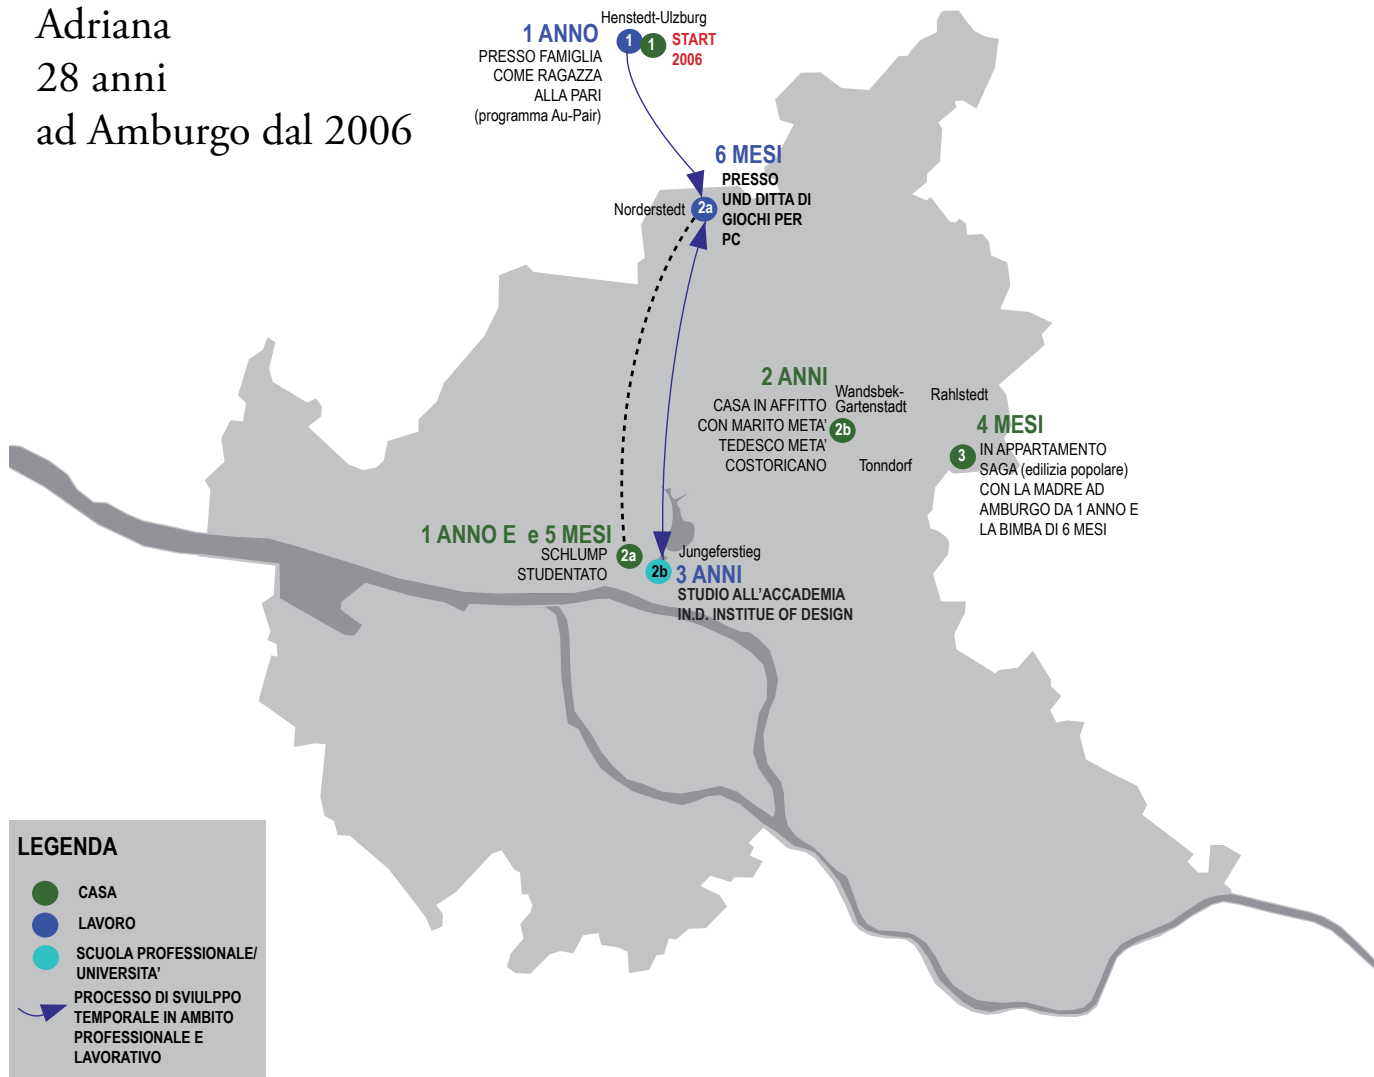 Adriana
28 anni
ad Amburgo dal 2006
Henstedt-Ulzburg
1 ANNO
1
1
START
2006
PRESSO FAMIGLIA
COME RAGAZZA
ALLA PARI
(programma Au-Pair)
6 MESI
PRESSO
UND DITTA DI
GIOCHI PER
PC
Norderstedt
2a
2 ANNI
CASA IN AFFITTO
CON MARITO META'
TEDESCO META'
COSTORICANO
Wandsbek-
Gartenstadt
2b
Tonndorf
Rahlstedt
4 MESI
3
IN APPARTAMENTO
SAGA (edilizia popolare)
CON LA MADRE AD
AMBURGO DA 1 ANNO E
LA BIMBA DI 6 MESI
1 ANNO E e 5 MESI
SCHLUMP
STUDENTATO
2a
Jungeferstieg
2b
3 ANNI
STUDIO ALL'ACCADEMIA
IN.D. INSTITUE OF DESIGN
LEGENDA
CASA
LAVORO
SCUOLA PROFESSIONALE/
UNIVERSITA'
PROCESSO DI SVIULPPO
TEMPORALE IN AMBITO
PROFESSIONALE E
LAVORATIVO